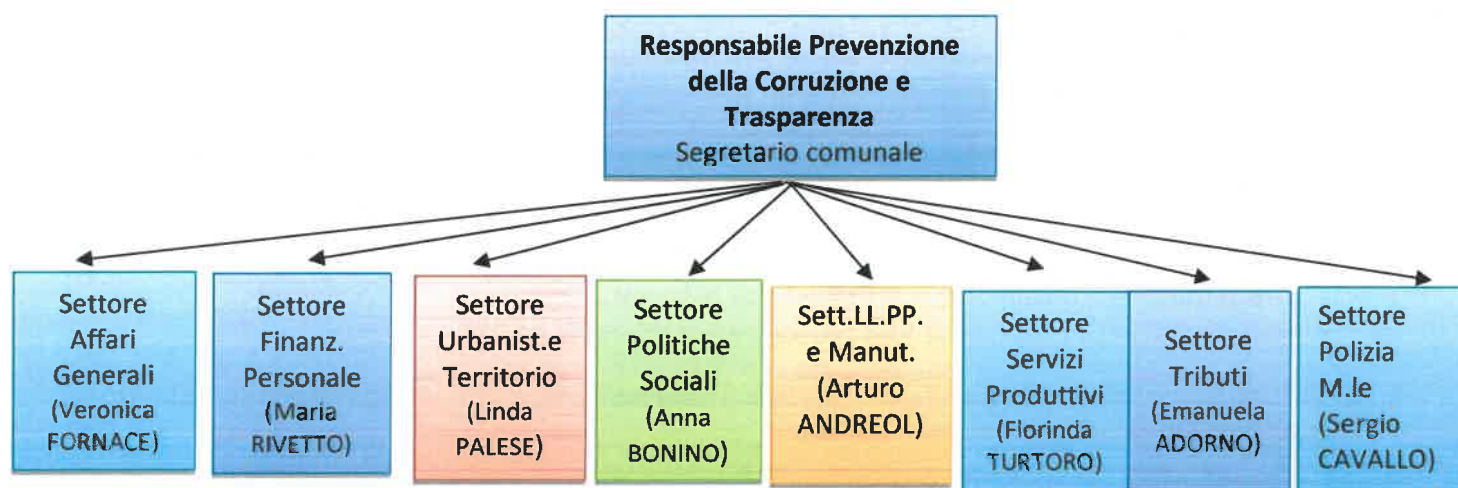 Responsabile Prevenzione
della Corruzione e
Trasparenza
Segretario comunale
Settore
Affari
Generali
(Veronica
FORNACE)
Settore
Finanz.
Personale
(Maria
RIVETTO)
Settore
Urbanist.e
Territorio
(Linda
PALESE)
Settore
Politiche
Sociali
(Anna
BONINO)
Sett.LL.PP.
e Manut.
(Arturo
ANDREOL)
Settore
Servizi
Produttivi
(Florinda
TURTORO)
Settore
Tributi
(Emanuela
ADORNO)
Settore
Polizia
M.le
(Sergio
CAVALLO)